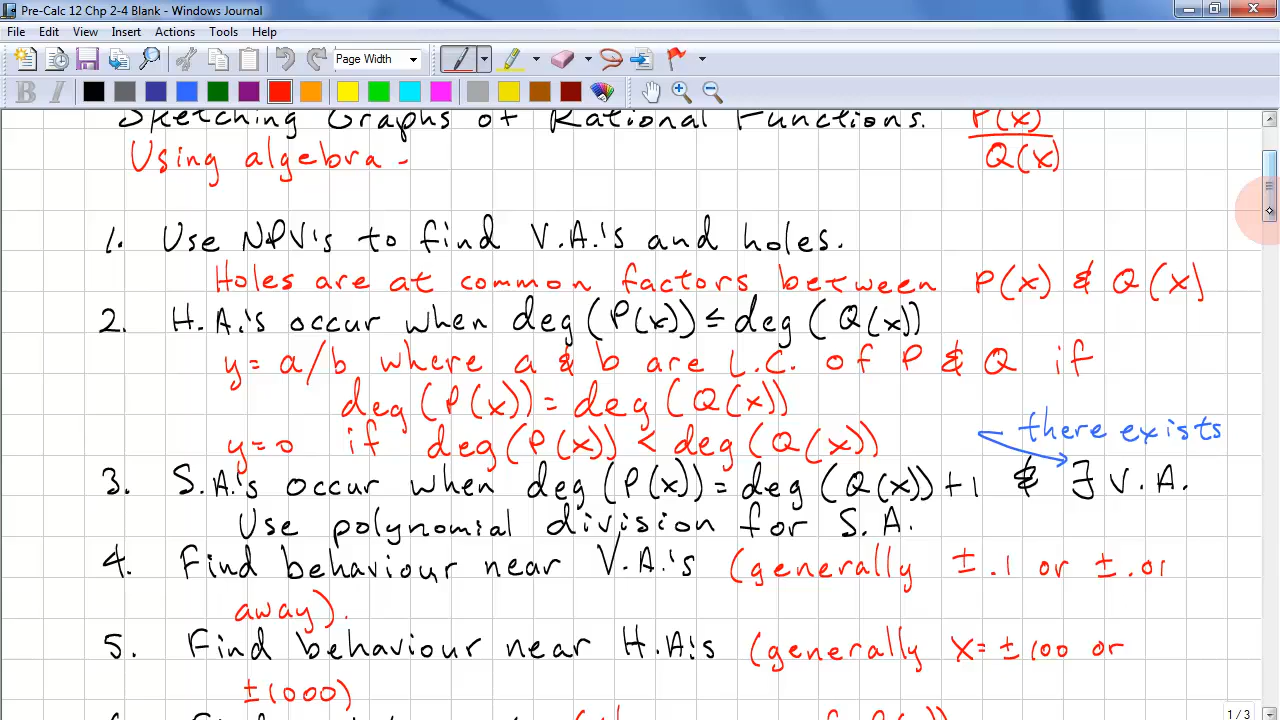 Pre-Calc 12 Chp 2-4 Blank - Windows Journal
File Edit View Insert Actions Tools Help
Page Width
B I
Sketching Graphs of Rational Functions. P(x)
Using algebra - Q(x)
1. Use NPV's to find V.A.'s and holes.
Holes are at common factors between P(x) & Q(x)
2. H.A.'s occur when deg(P(x)) ≤ deg(Q(x))
y = a/b where a & b are L.C. of P & Q if
deg(P(x)) = deg(Q(x))
there exists
y=0 if deg(P(x)) < deg(Q(x))
3. S.A.'s occur when deg(P(x)) = deg(Q(x)) +1 & ∃ V.A.
Use polynomial division for S.A.
4. Find behaviour near V.A.'s (generally ±.1 or ±.01
away).
5. Find behaviour near H.A.'s (generally x=±100 or
±1000)
1/3